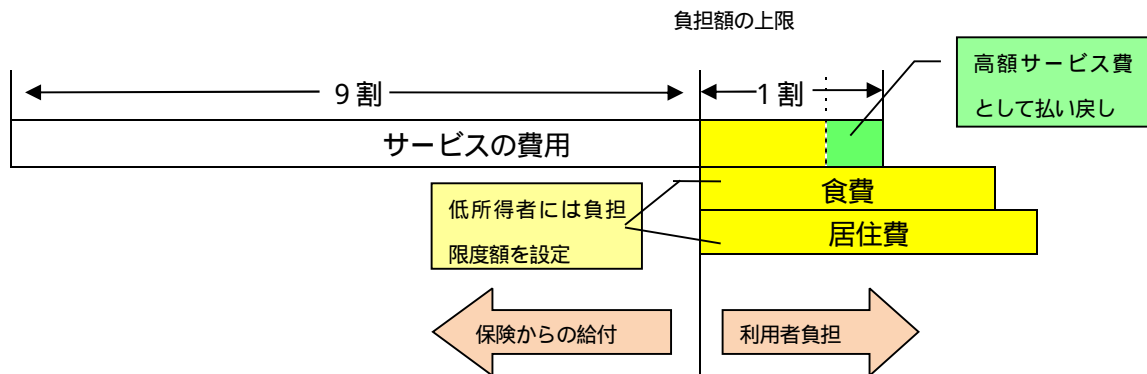 負担額の上限
高額サービス費
として払い戻し
9割
1割
サービスの費用
食費
低所得者には負担
限度額を設定
居住費
保険からの給付
利用者負担